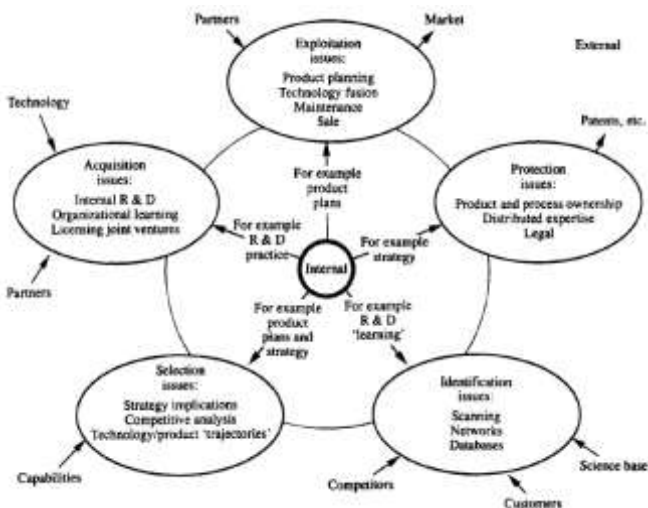 Partners
Market
External
Exploitation
issues:
Product planning
Technology fusion
Maintenance
Sale
Technology
Patents, etc.
Acquisition
issues:
Internal R & D
Organizational learning
Licensing joint ventures
Protection
issues:
Product and process ownership
Distributed expertise
Legal
For example
product
plans
For example
R & D
practice
For example
strategy
Internal
Partners
For example
product
plans and
strategy
For example
R & D
'learning'
Selection
issues:
Strategy implications
Competitive analysis
Technology/product 'trajectories'
Identification
issues:
Scanning
Networks
Databases
Capabilities
Competitors
Customers
Science base